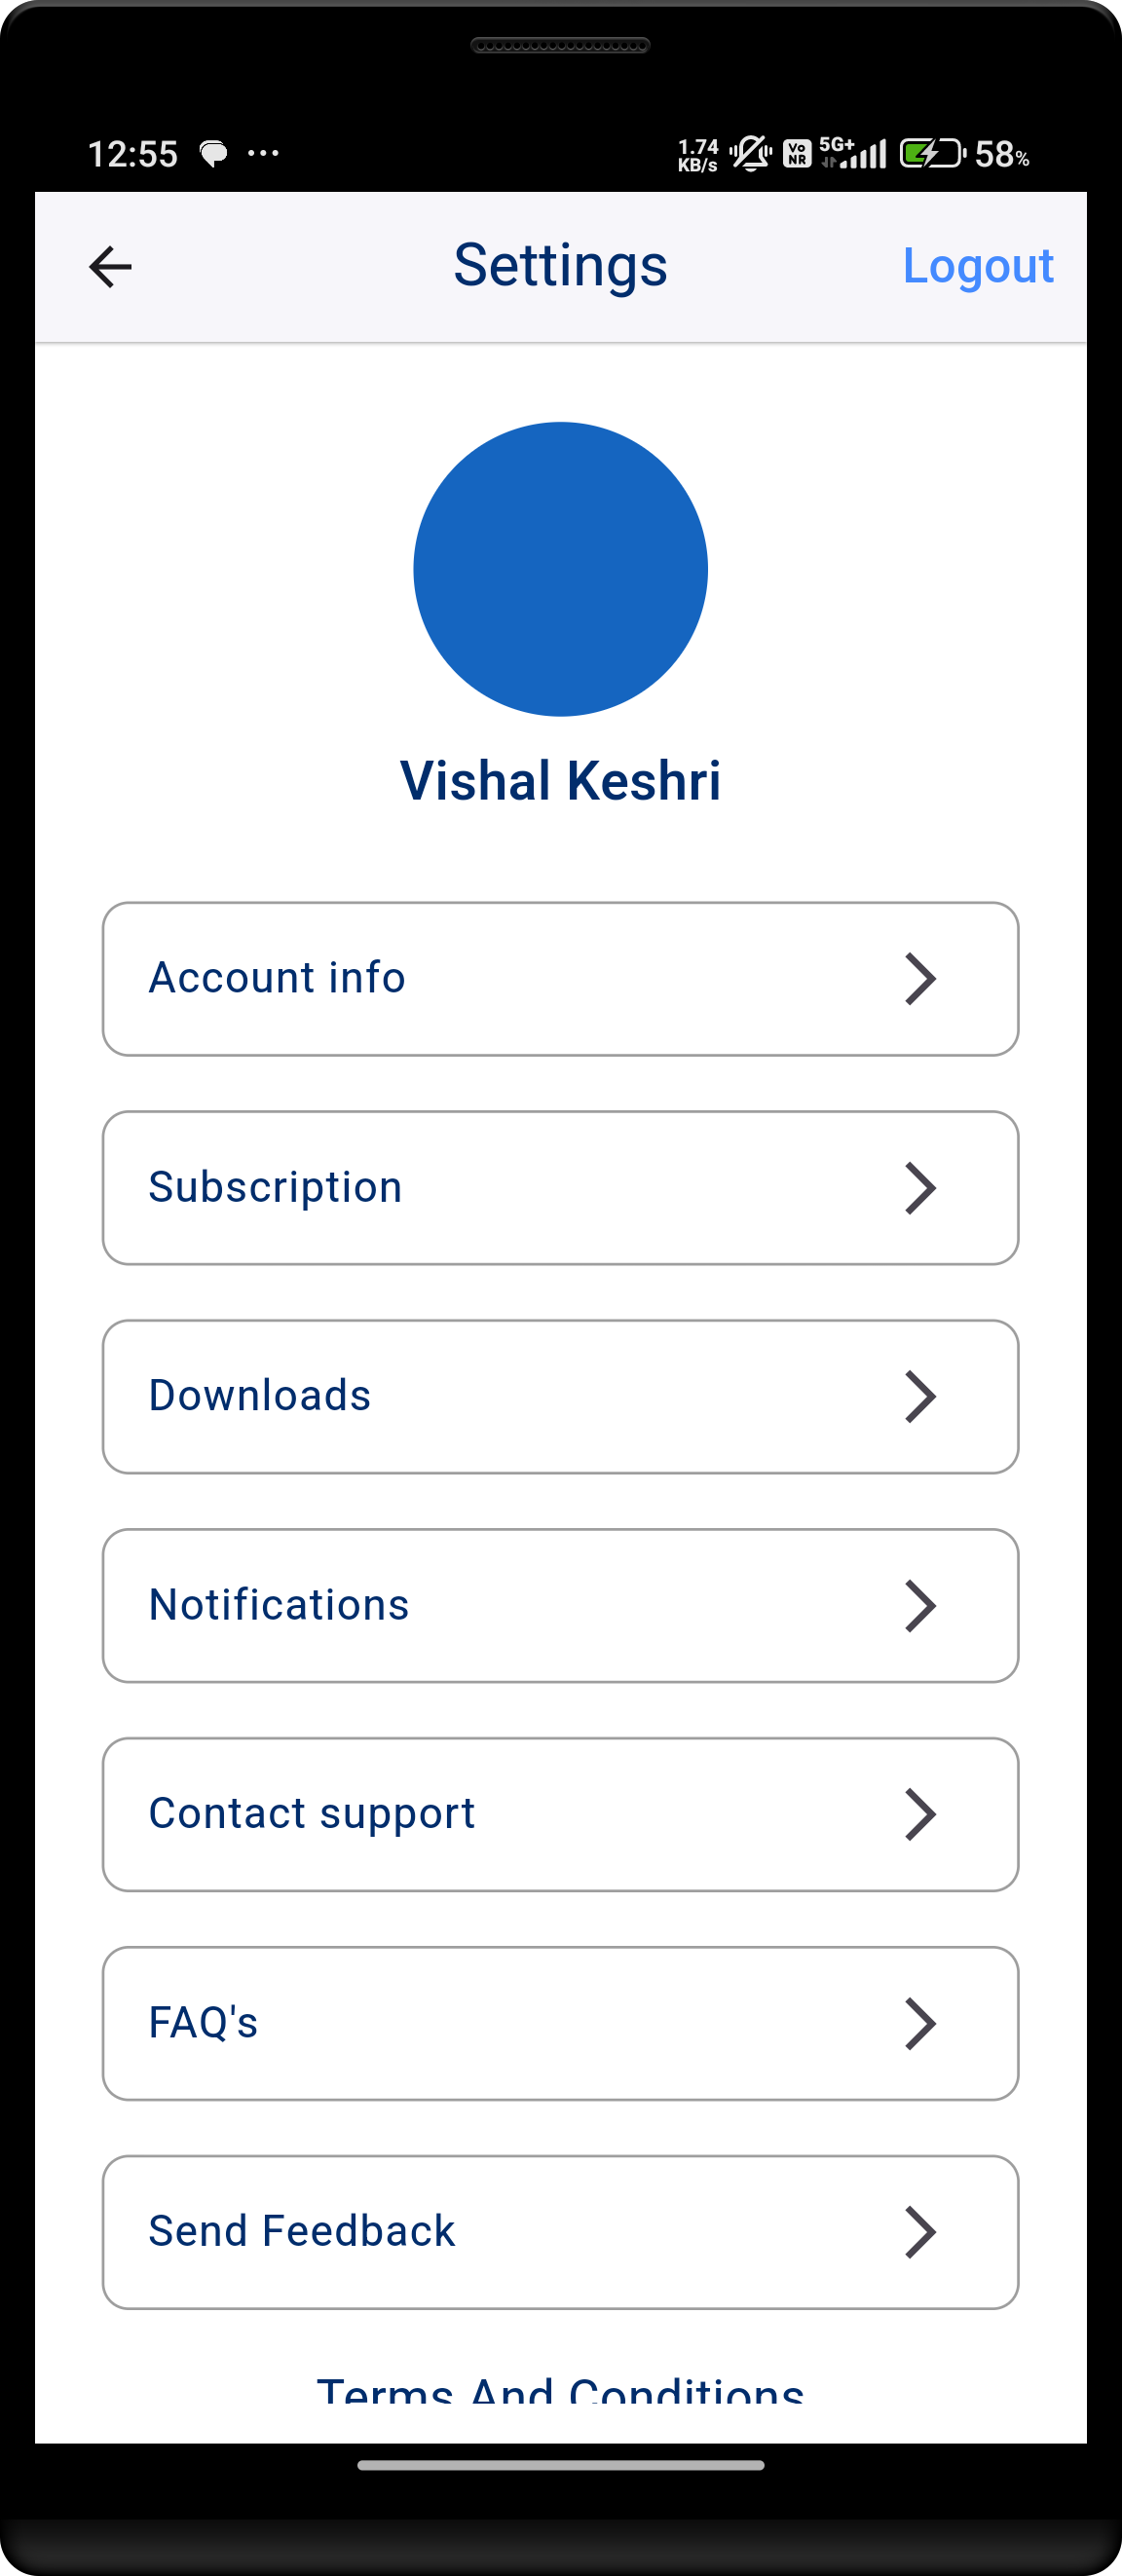 12:55 1.74 KB/s Vo NR 5G+ 58%
Settings Logout
Vishal Keshri
Account info
Subscription
Downloads
Notifications
Contact support
FAQ's
Send Feedback
Terms And Conditions